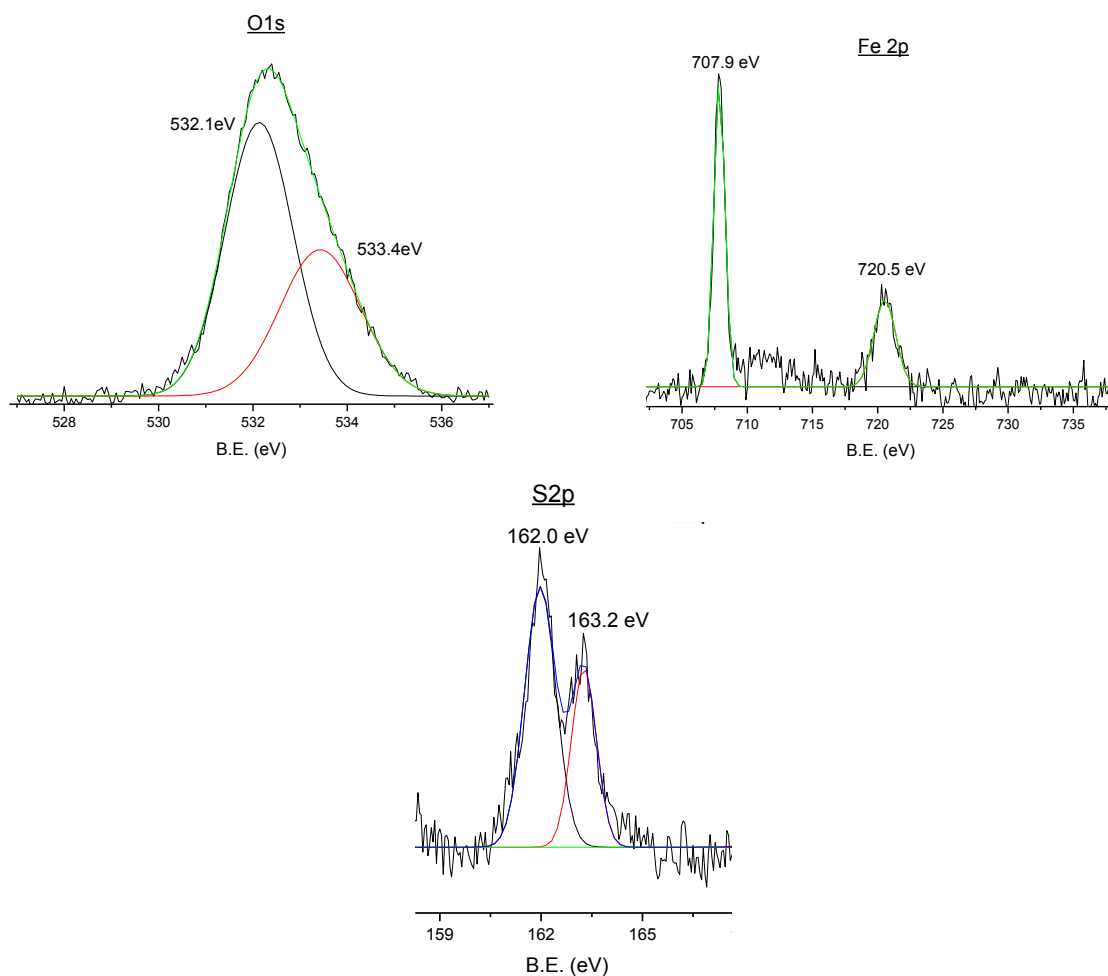 O1s
532.1eV
533.4eV
528 530 532 534 536
B.E. (eV)
Fe 2p
707.9 eV
720.5 eV
705 710 715 720 725 730 735
B.E. (eV)
S2p
162.0 eV
163.2 eV
159 162 165
B.E. (eV)